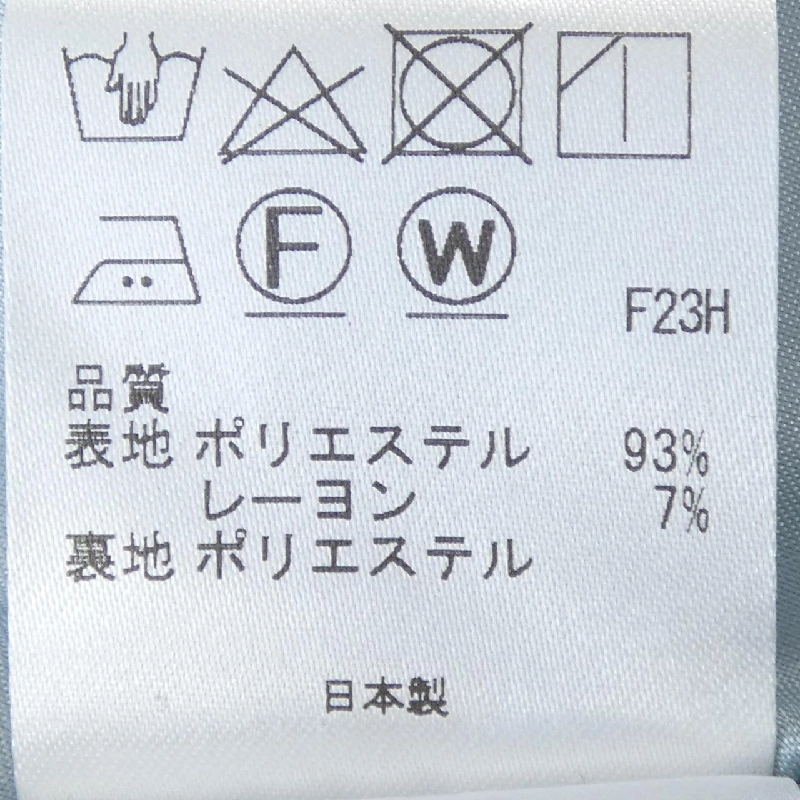 F W
F23H
品質
表地 ポリエステル 93%
レーヨン 7%
裏地 ポリエステル
日本製